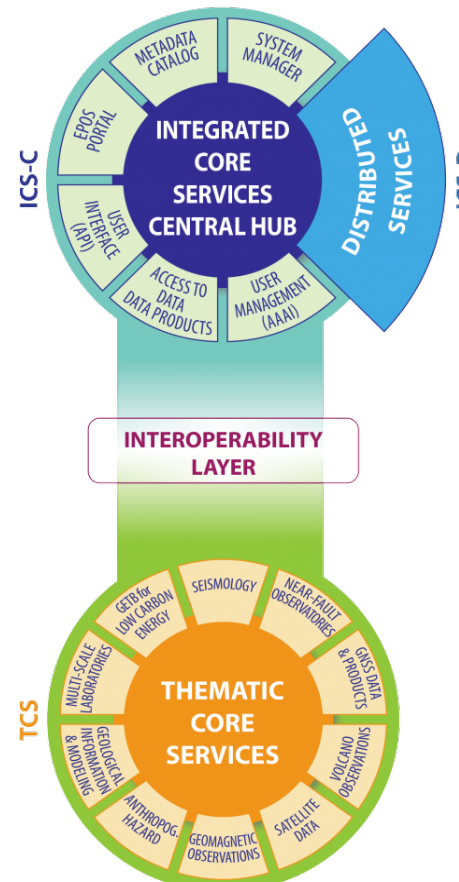 ICS-C
METADATA
CATALOG
SYSTEM
MANAGER
EPOS
PORTAL
INTEGRATED
CORE
SERVICES
CENTRAL HUB
DISTRIBUTED
SERVICES
USER
INTERFACE
(API)
ACCESS TO
DATA
DATA PRODUCTS
USER
MANAGEMENT
(AAAI)
INTEROPERABILITY
LAYER
TCS
GETB for
LOW CARBON
ENERGY
SEISMOLOGY
NEAR-FAULT
OBSERVATORIES
MULTI-SCALE
LABORATORIES
GNSS DATA
& PRODUCTS
THEMATIC
CORE
SERVICES
GEOLOGICAL
INFORMATION
& MODELING
VOLCANO
OBSERVATIONS
ANTHROPOG.
HAZARD
GEOMAGNETIC
OBSERVATIONS
SATELLITE
DATA